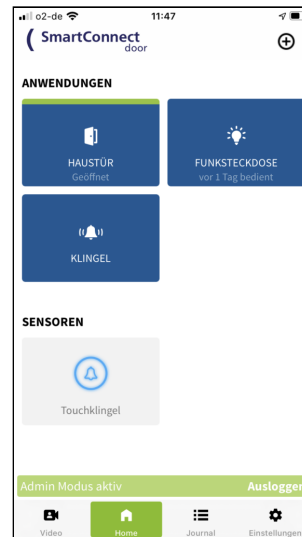 o2-de 11:47
SmartConnect
door
ANWENDUNGEN
HAUSTÜR
Geöffnet
FUNKSTECKDOSE
vor 1 Tag bedient
KLINGEL
SENSOREN
Touchklingel
Admin Modus aktiv Ausloggen
Video Home Journal Einstellungen